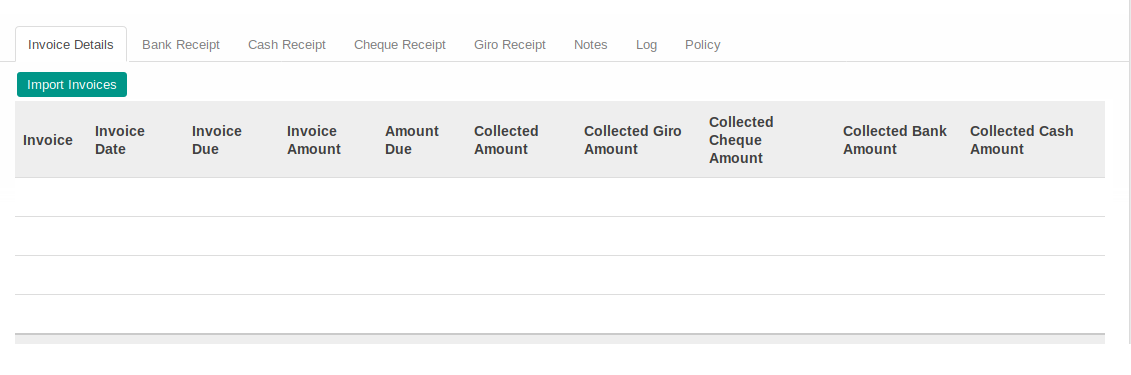 Invoice Details Bank Receipt Cash Receipt Cheque Receipt Giro Receipt Notes Log Policy
Import Invoices
Invoice
Invoice
Date
Invoice
Due
Invoice
Amount
Amount
Due
Collected
Amount
Collected Giro
Amount
Collected
Cheque
Amount
Collected Bank
Amount
Collected Cash
Amount